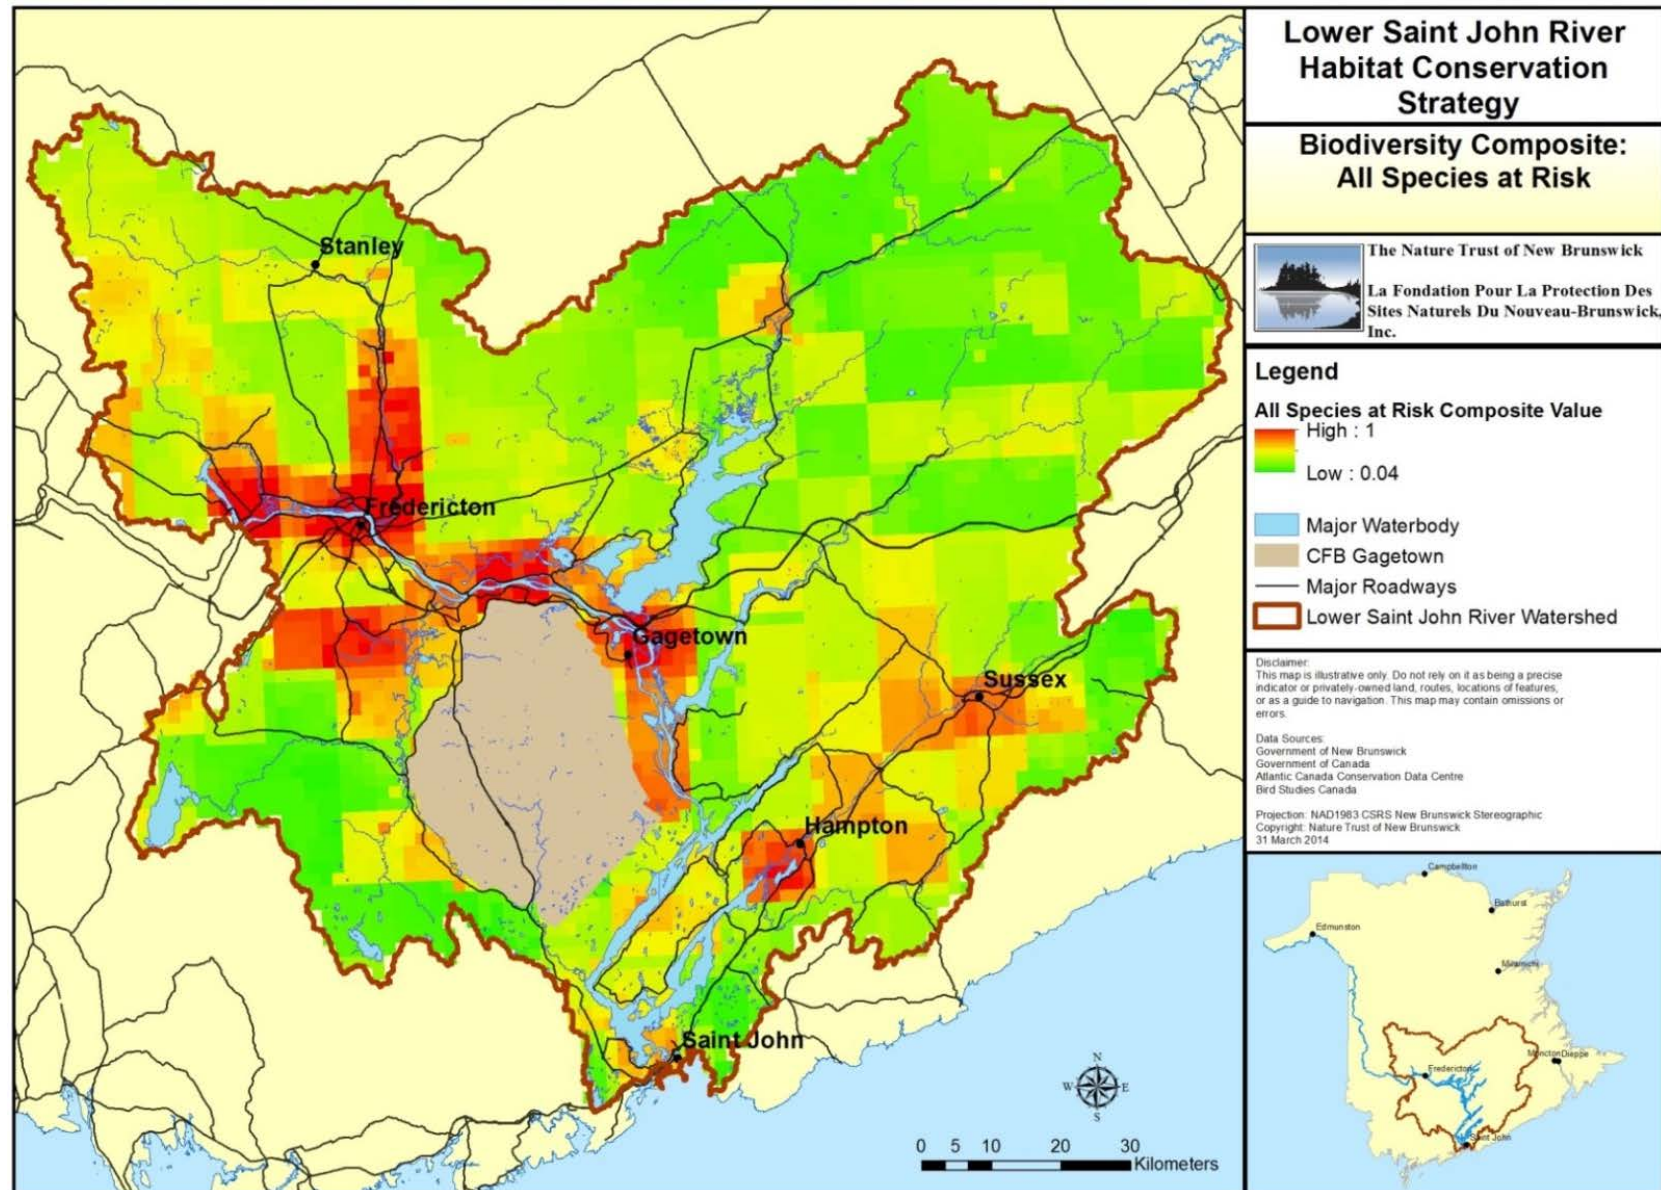 Lower Saint John River
Habitat Conservation
Strategy
Biodiversity Composite:
All Species at Risk
The Nature Trust of New Brunswick
La Fondation Pour La Protection Des
Sites Naturels Du Nouveau-Brunswick,
Inc.
Legend
All Species at Risk Composite Value
High : 1
Low : 0.04
Major Waterbody
CFB Gagetown
Major Roadways
Lower Saint John River Watershed
Disclaimer:
This map is illustrative only. Do not rely on it as being a precise
indicator or privately-owned land, routes, locations of features,
or as a guide to navigation. This map may contain omissions or
errors.
Data Sources:
Government of New Brunswick
Government of Canada
Atlantic Canada Conservation Data Centre
Bird Studies Canada
Projection: NAD1983 CSRS New Brunswick Stereographic
Copyright: Nature Trust of New Brunswick
31 March 2014
Stanley
Fredericton
Gagetown
Sussex
Hampton
Saint John
N
W E
S
0 5 10 20 30
Kilometers
Campbellton
Bathurst
Edmunston
Miramichi
Moncton Dieppe
Fredericton
Saint John